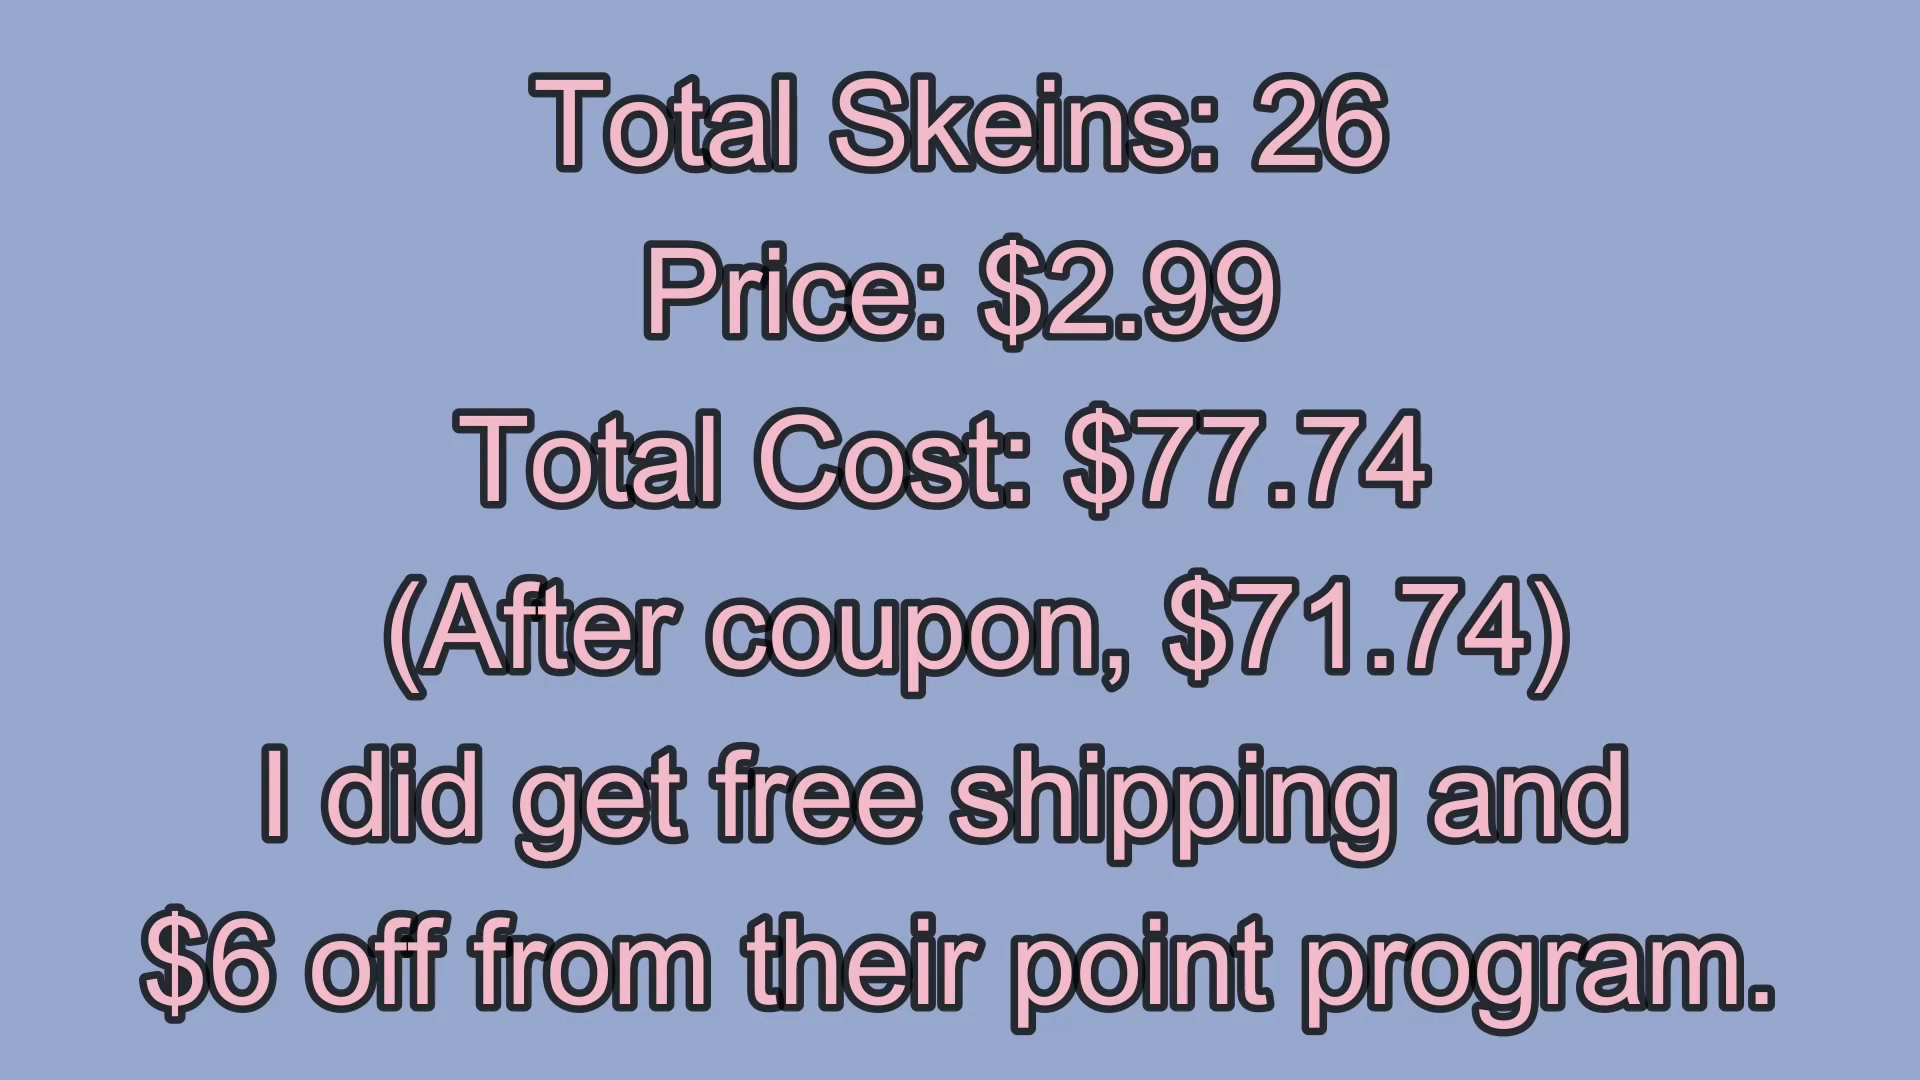 Total Skeins: 26
Price: $2.99
Total Cost: $77.74
(After coupon, $71.74)
I did get free shipping and
$6 off from their point program.